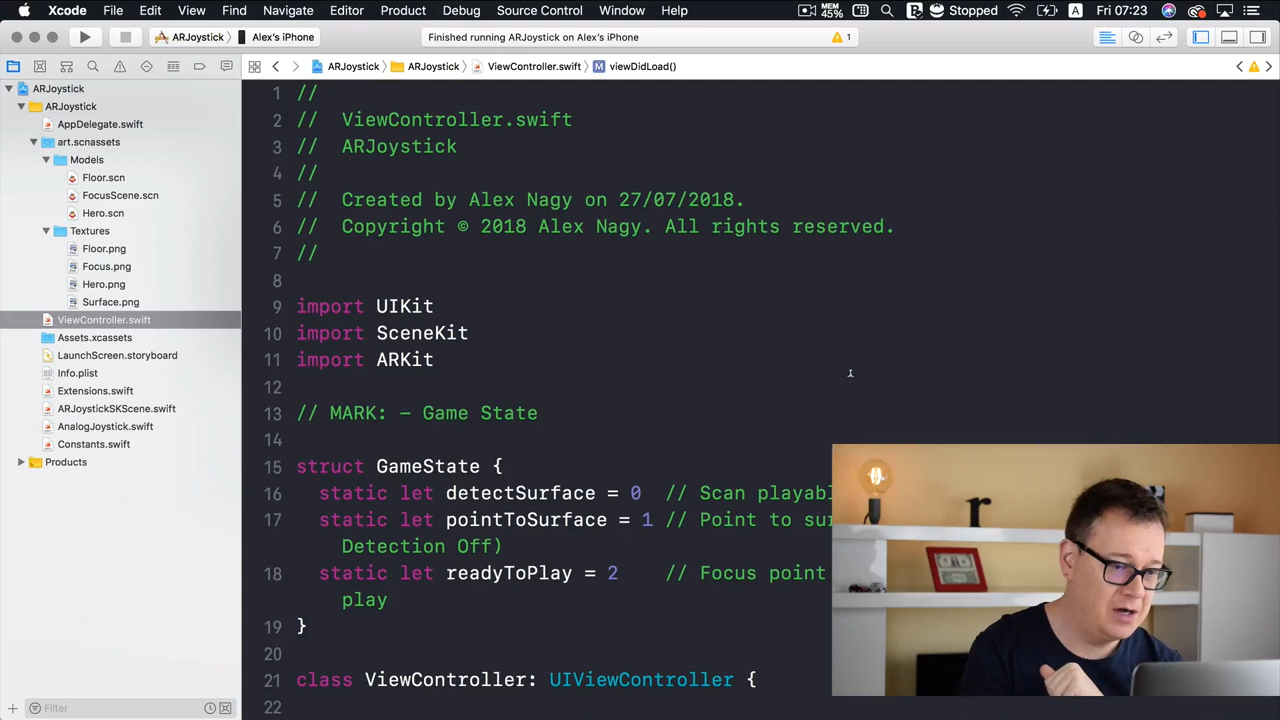 Xcode File Edit View Find Navigate Editor Product Debug Source Control Window Help MEM 45% Stopped A Fri 07:23
ARJoystick Alex's iPhone Finished running ARJoystick on Alex's iPhone 1
ARJoystick ARJoystick ViewController.swift M viewDidLoad()
ARJoystick
ARJoystick
AppDelegate.swift
art.scnassets
Models
Floor.scn
FocusScene.scn
Hero.scn
Textures
Floor.png
Focus.png
Hero.png
Surface.png
ViewController.swift
Assets.xcassets
LaunchScreen.storyboard
Info.plist
Extensions.swift
ARJoystickSKScene.swift
AnalogJoystick.swift
Constants.swift
Products
Filter
1 //
2 // ViewController.swift
3 // ARJoystick
4 //
5 // Created by Alex Nagy on 27/07/2018.
6 // Copyright © 2018 Alex Nagy. All rights reserved.
7 //
8
9 import UIKit
10 import SceneKit
11 import ARKit
12
13 // MARK: - Game State
14
15 struct GameState {
16 static let detectSurface = 0 // Scan playabl
17 static let pointToSurface = 1 // Point to sur
Detection Off)
18 static let readyToPlay = 2 // Focus point
play
19 }
20
21 class ViewController: UIViewController {
22